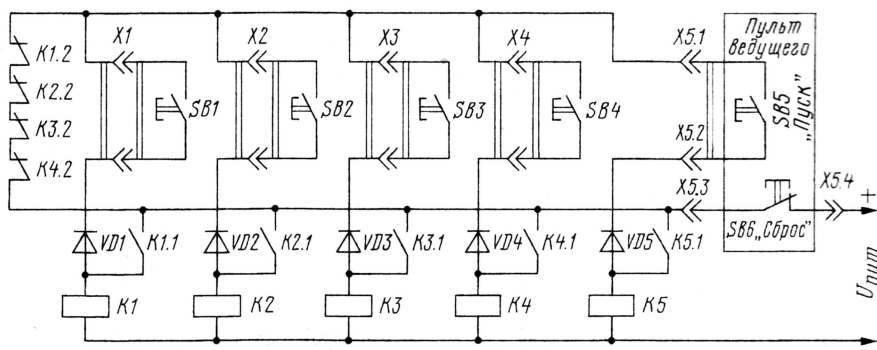 X1
X2
X3
X4
X5.1
Пульт
ведущего
K1.2
K2.2
K3.2
K4.2
SB1
SB2
SB3
SB4
SB5
„Пуск"
X5.2
X5.3
X5.4
+
SB6 „Сброс"
VD1
K1.1
VD2
K2.1
VD3
K3.1
VD4
K4.1
VD5
K5.1
Uпит
K1
K2
K3
K4
K5